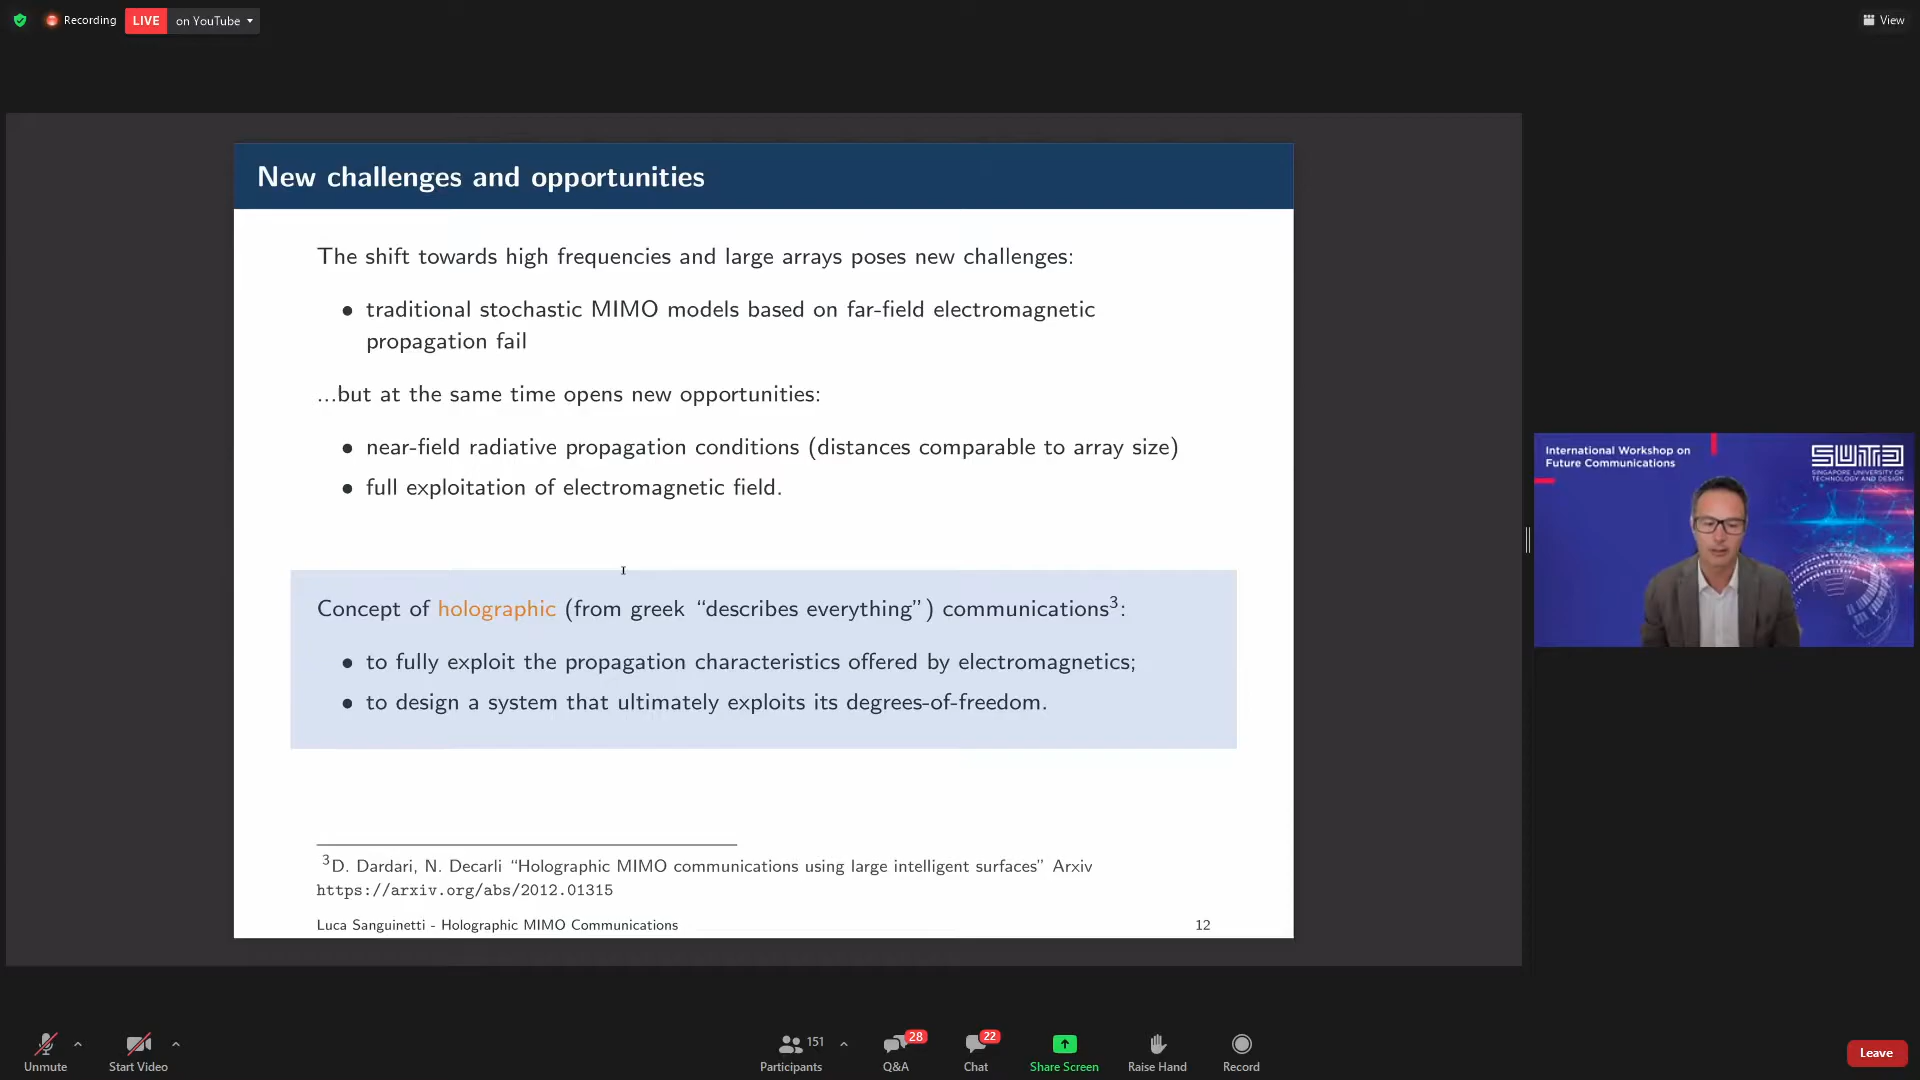 Recording
LIVE
on YouTube
View
New challenges and opportunities
The shift towards high frequencies and large arrays poses new challenges:
• traditional stochastic MIMO models based on far-field electromagnetic
propagation fail
...but at the same time opens new opportunities:
• near-field radiative propagation conditions (distances comparable to array size)
• full exploitation of electromagnetic field.
Concept of holographic (from greek “describes everything”) communications3:
• to fully exploit the propagation characteristics offered by electromagnetics;
• to design a system that ultimately exploits its degrees-of-freedom.
3D. Dardari, N. Decarli “Holographic MIMO communications using large intelligent surfaces” Arxiv
https://arxiv.org/abs/2012.01315
Luca Sanguinetti - Holographic MIMO Communications
12
International Workshop on
Future Communications
SUTD
SINGAPORE UNIVERSITY OF
TECHNOLOGY AND DESIGN
Unmute
Start Video
151
Participants
28
Q&A
22
Chat
Share Screen
Raise Hand
Record
Leave